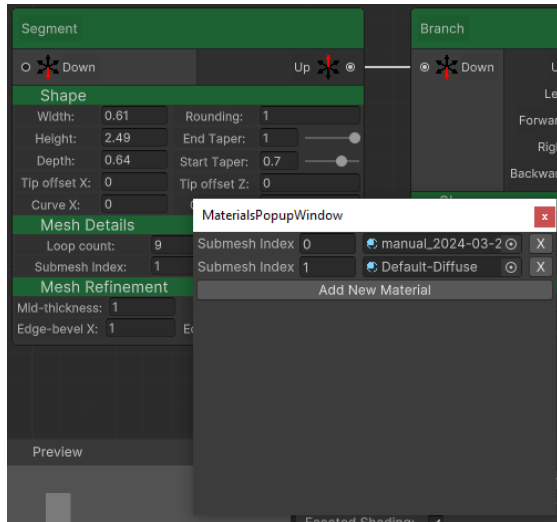 Segment
Branch
Down
Up
Down
Shape
Width: 0.61 Rounding: 1
Height: 2.49 End Taper: 1
Forwar
Depth: 0.64 Start Taper: 0.7
Tip offset X: 0 Tip offset Z: 0
Backwar
Curve X: 0
MaterialsPopupWindow
x
Mesh Details
Loop count: 9
Submesh Index: 1
Submesh Index 0 manual_2024-03-2 X
Submesh Index 1 Default-Diffuse X
Add New Material
Mesh Refinement
Mid-thickness: 1
Edge-bevel X: 1
Preview